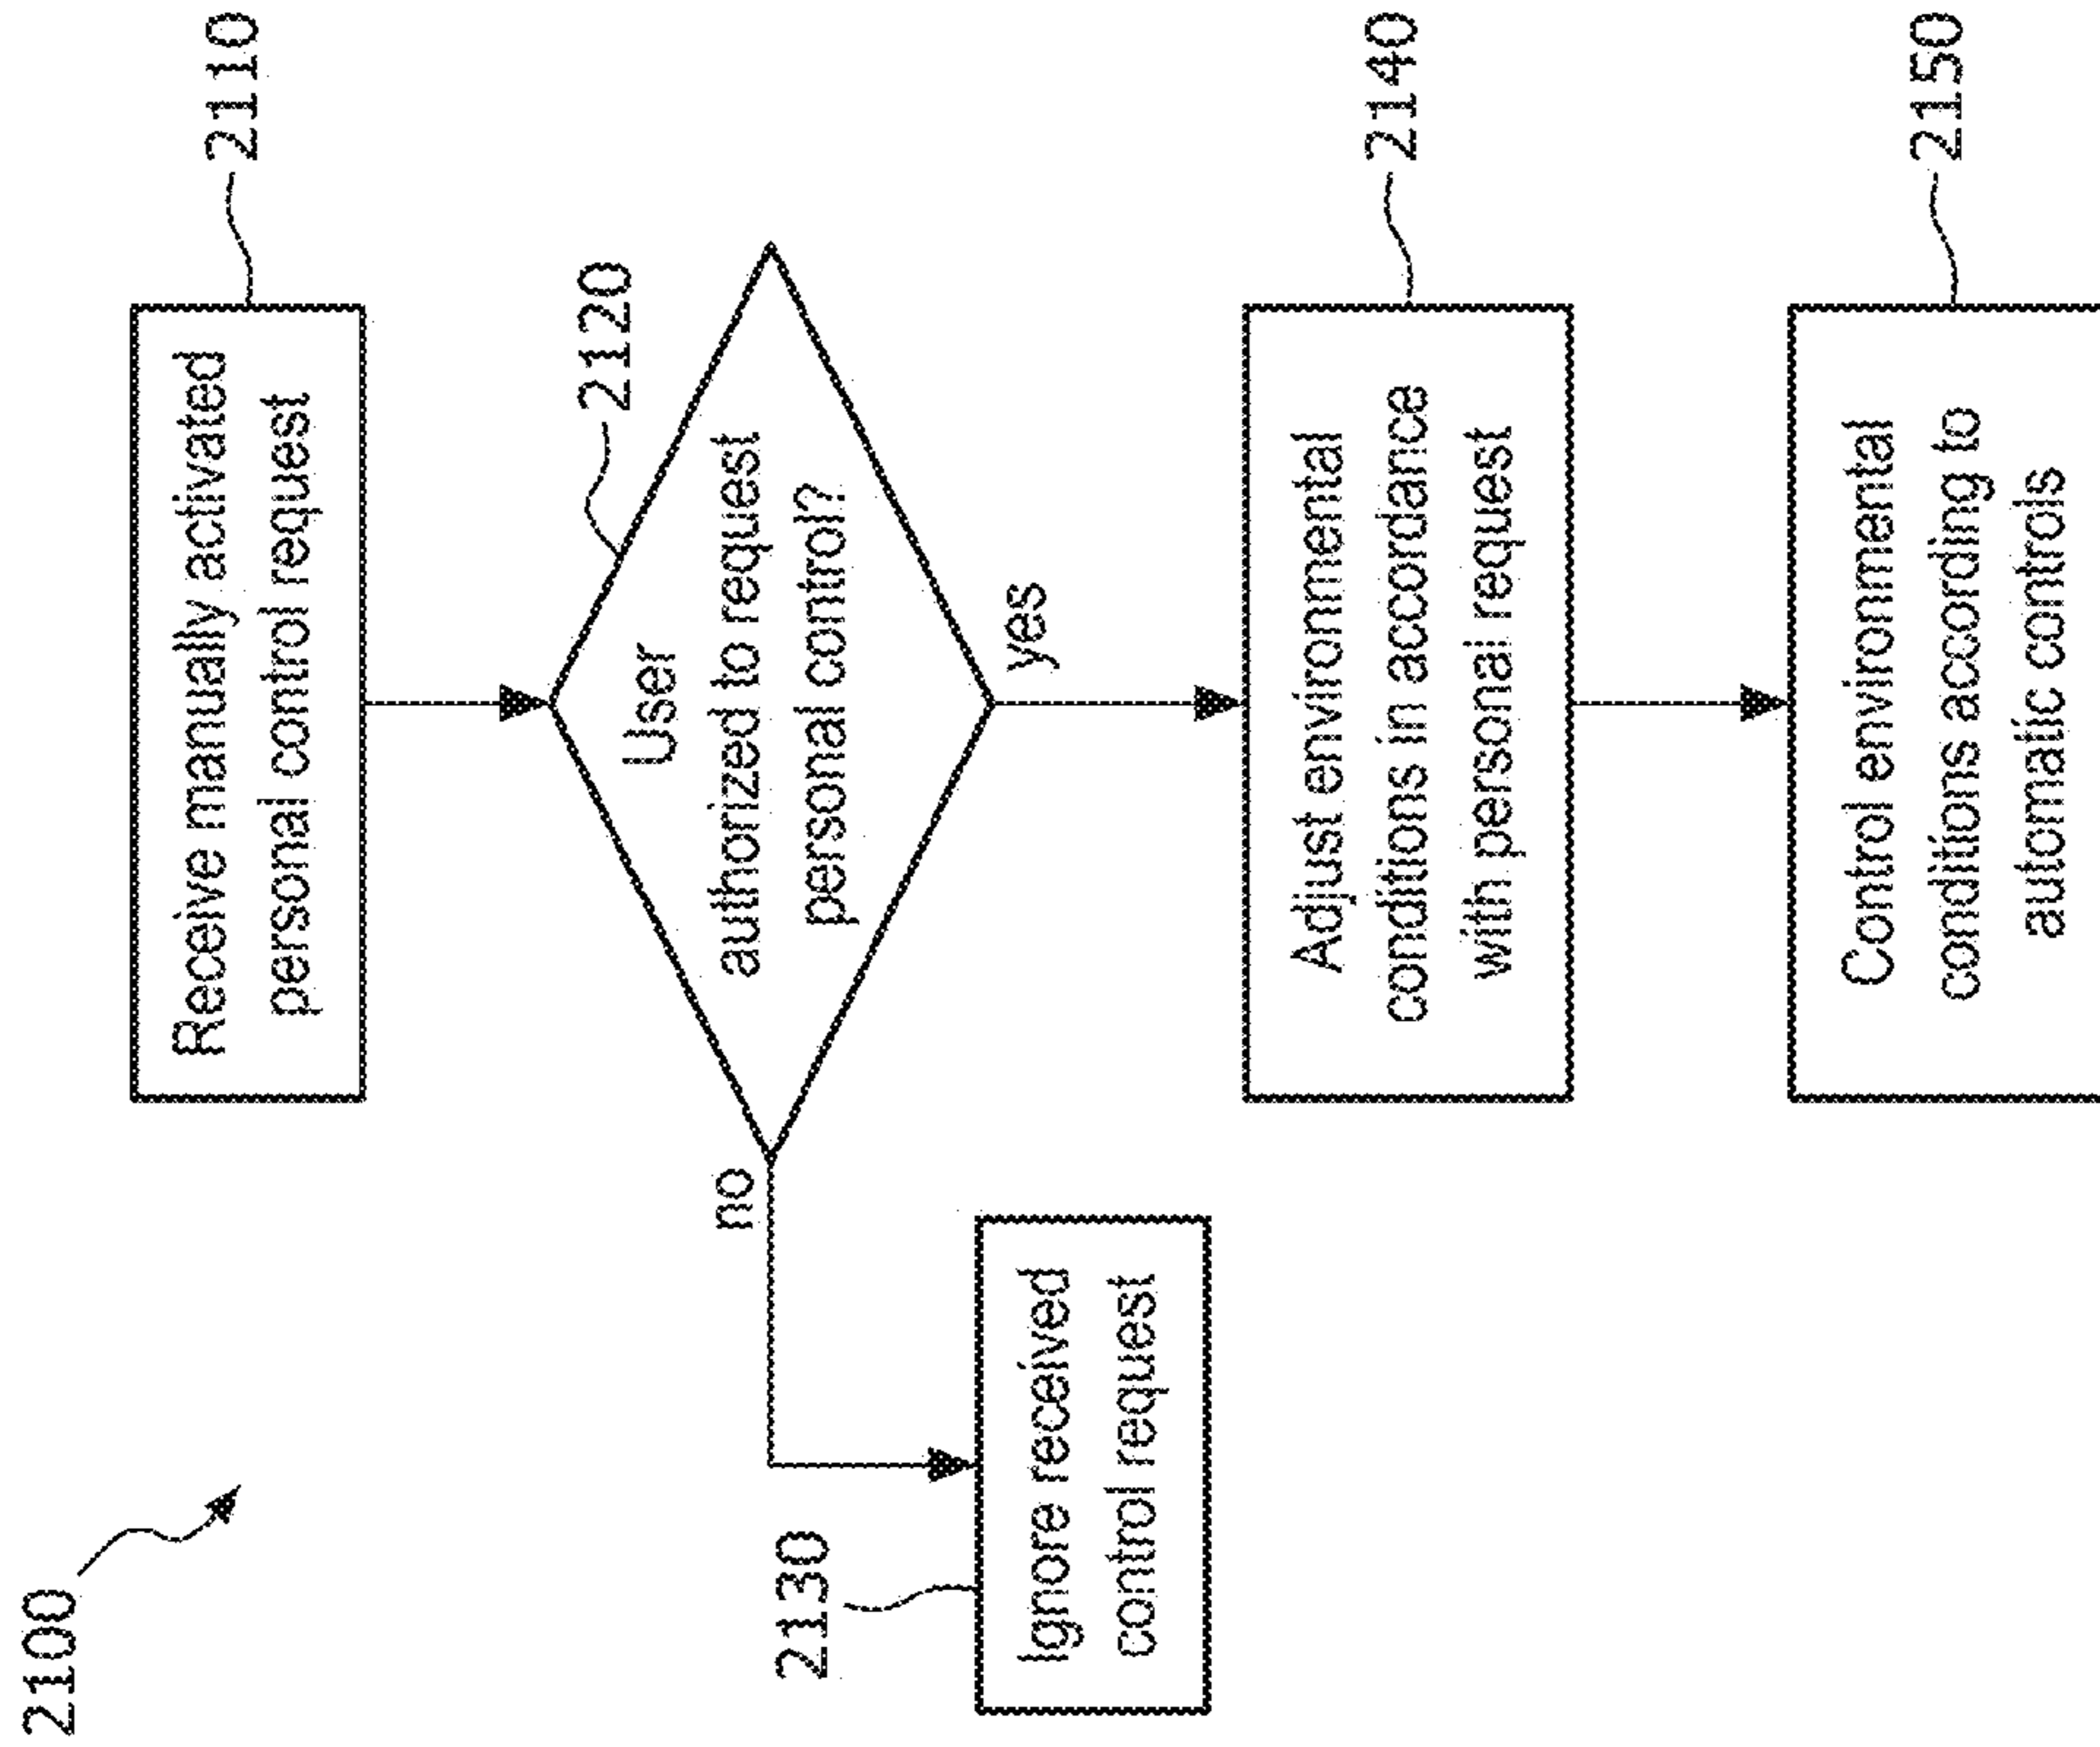 2100
Receive manually activated
personal control request
2110
2120
User
authorized to request
personal control?
no
yes
2130
Ignore received
control request
Adjust environmental
conditions in accordance
with personal request
2140
Control environmental
conditions according to
automatic controls
2150